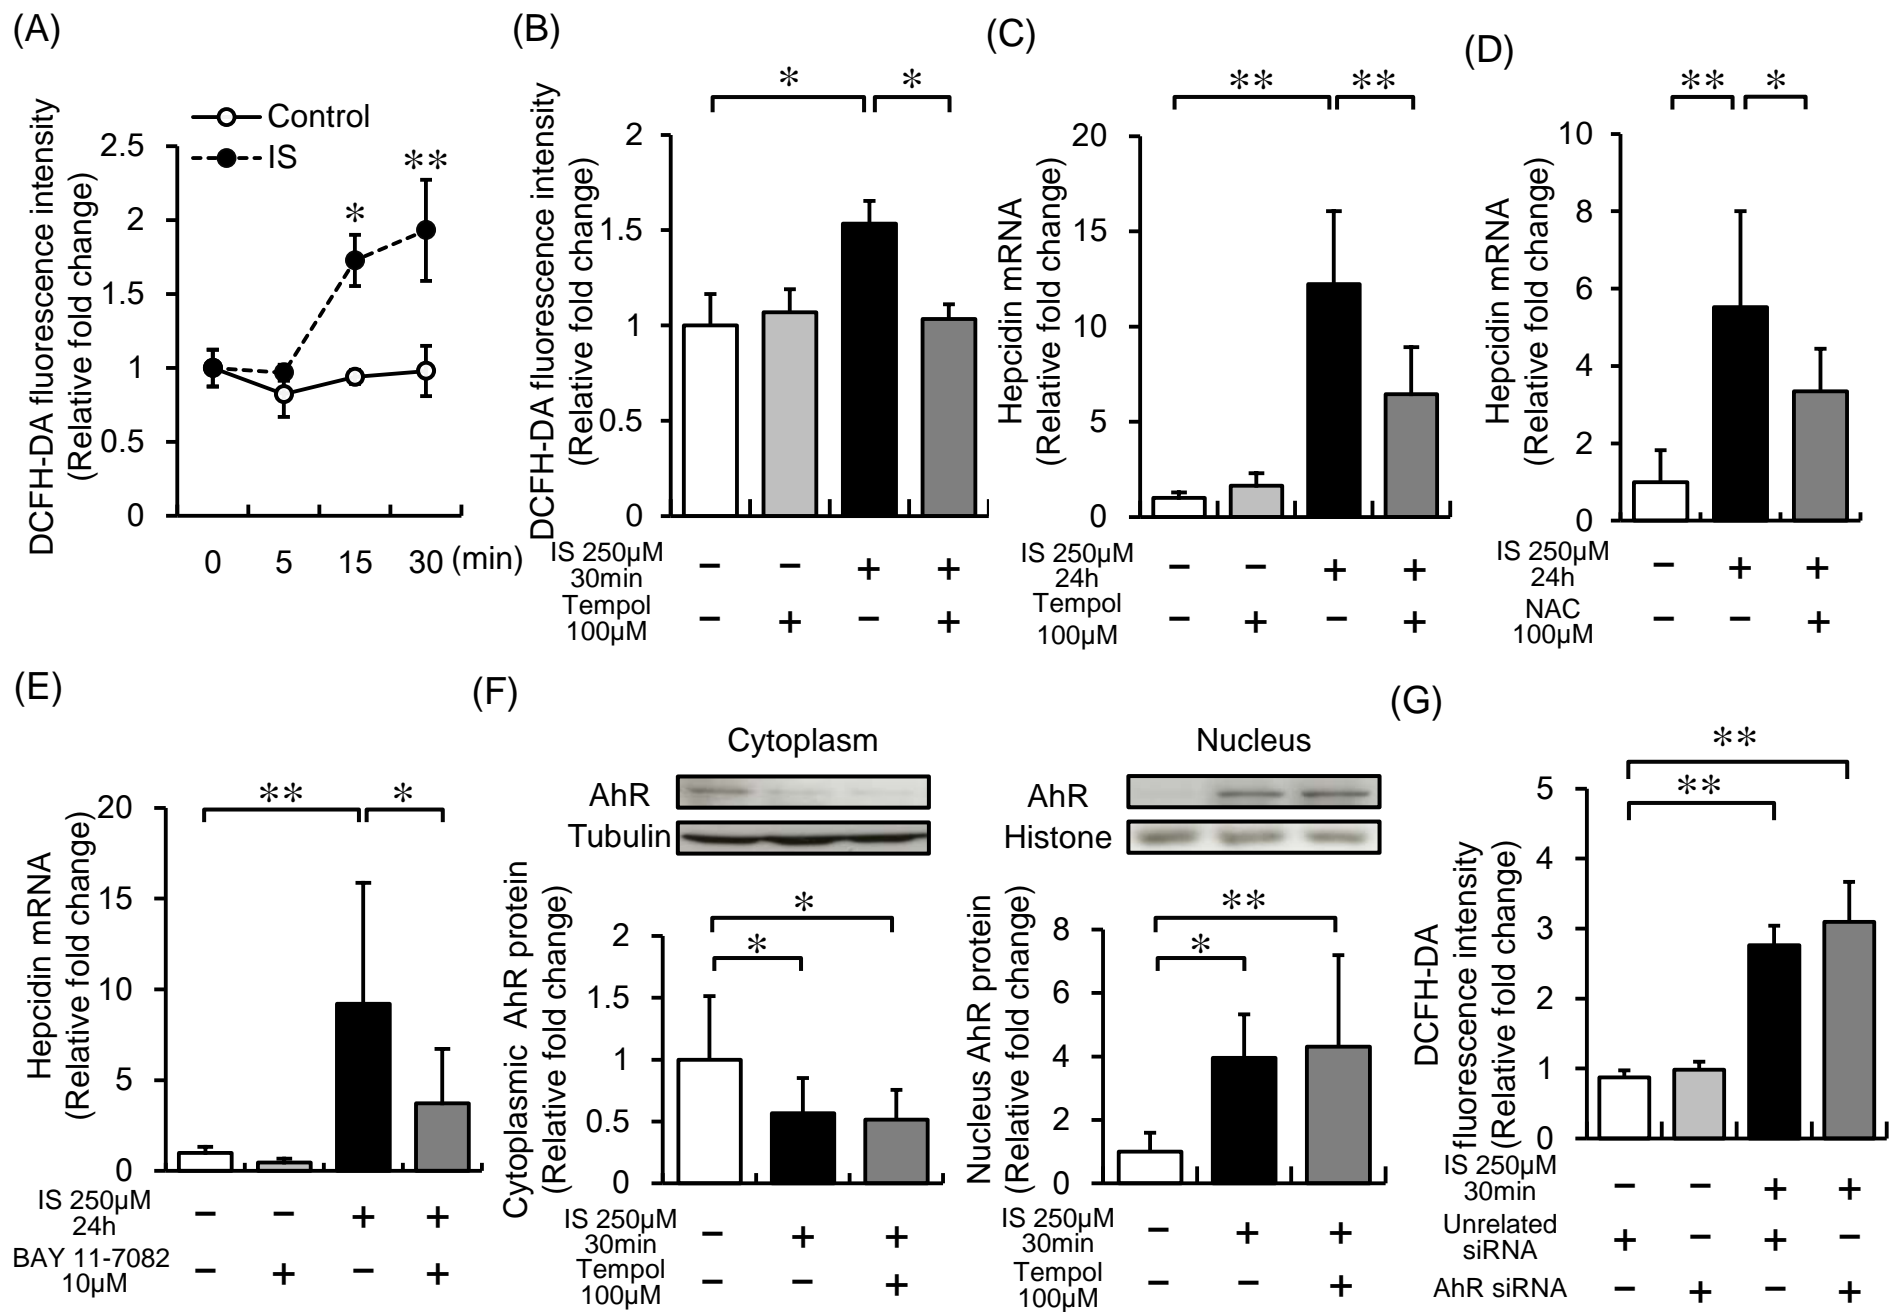 (A)
DCFH-DA fluorescence intensity
(Relative fold change)
Control
IS
2.5
2
1.5
1
0.5
0
*
**
0 5 15 30 (min)
(B)
DCFH-DA fluorescence intensity
(Relative fold change)
* *
2
1.5
1
0.5
0
IS 250µM
30min
− − + +
Tempol
100µM
− + − +
(C)
Hepcidin mRNA
(Relative fold change)
** **
20
15
10
5
0
IS 250µM
24h
− − + +
Tempol
100µM
− + − +
(D)
Hepcidin mRNA
(Relative fold change)
** *
10
8
6
4
2
0
IS 250µM
24h
− + +
NAC
100µM
− − +
(E)
Hepcidin mRNA
(Relative fold change)
** *
20
15
10
5
0
IS 250µM
24h
− − + +
BAY 11-7082
10µM
− + − +
(F)
Cytoplasm
AhR
Tubulin
Cytoplasmic AhR protein
(Relative fold change)
*
*
2
1.5
1
0.5
0
IS 250µM
30min
− + +
Tempol
100µM
− − +
Nucleus
AhR
Histone
Nucleus AhR protein
(Relative fold change)
**
*
8
6
4
2
0
IS 250µM
30min
− + +
Tempol
100µM
− − +
(G)
DCFH-DA
fluorescence intensity
(Relative fold change)
**
**
5
4
3
2
1
0
IS 250µM
30min
− − + +
Unrelated
siRNA
+ − + −
AhR siRNA − + − +